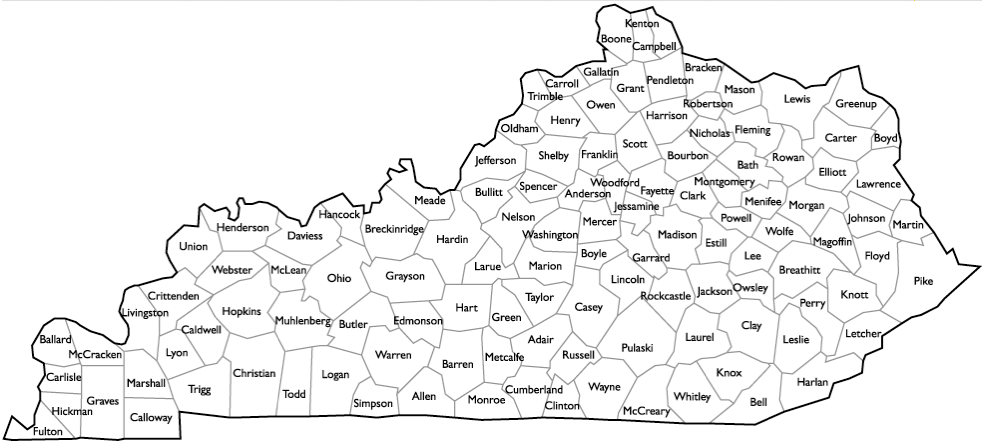 Kenton
Boone
Campbell
Gallatin
Bracken
Carroll
Grant
Pendleton
Mason
Trimble
Owen
Robertson
Lewis
Greenup
Henry
Harrison
Oldham
Nicholas
Fleming
Carter
Boyd
Jefferson
Shelby
Franklin
Scott
Bourbon
Bath
Rowan
Elliott
Lawrence
Spencer
Anderson
Woodford
Fayette
Montgomery
Clark
Bullitt
Jessamine
Menifee
Morgan
Meade
Hancock
Nelson
Mercer
Powell
Johnson
Martin
Henderson
Daviess
Breckinridge
Hardin
Washington
Madison
Estill
Wolfe
Magoffin
Union
Boyle
Garrard
Lee
Floyd
Webster
McLean
Ohio
Grayson
Larue
Marion
Lincoln
Breathitt
Pike
Crittenden
Rockcastle
Jackson
Owsley
Knott
Livingston
Hopkins
Hart
Taylor
Casey
Perry
Caldwell
Muhlenberg
Butler
Edmonson
Green
Clay
Letcher
Ballard
McCracken
Lyon
Warren
Barren
Metcalfe
Adair
Russell
Pulaski
Laurel
Leslie
Carlisle
Marshall
Trigg
Christian
Todd
Logan
Knox
Harlan
Graves
Simpson
Allen
Monroe
Cumberland
Wayne
Whitley
Bell
Hickman
Calloway
Clinton
McCreary
Fulton